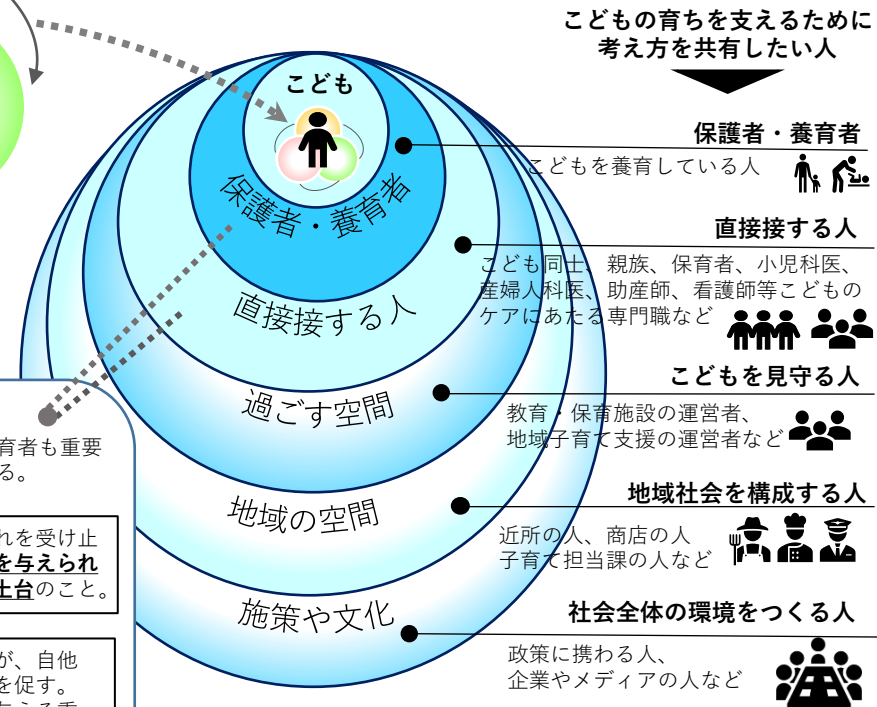 こどもの育ちを支えるために
考え方を共有したい人
こども
保護者・養育者
直接接する人
過ごす空間
地域の空間
施策や文化
保護者・養育者
こどもを養育している人
直接接する人
こども同士、親族、保育者、小児科医、
産婦人科医、助産師、看護師等こどもの
ケアにあたる専門職など
こどもを見守る人
教育・保育施設の運営者、
地域子育て支援の運営者など
地域社会を構成する人
近所の人、商店の人
子育て担当課の人など
社会全体の環境をつくる人
政策に携わる人、
企業やメディアの人など
育者も重要
る。
れを受け止
を与えられ
土台のこと。
が、自他
を促す。